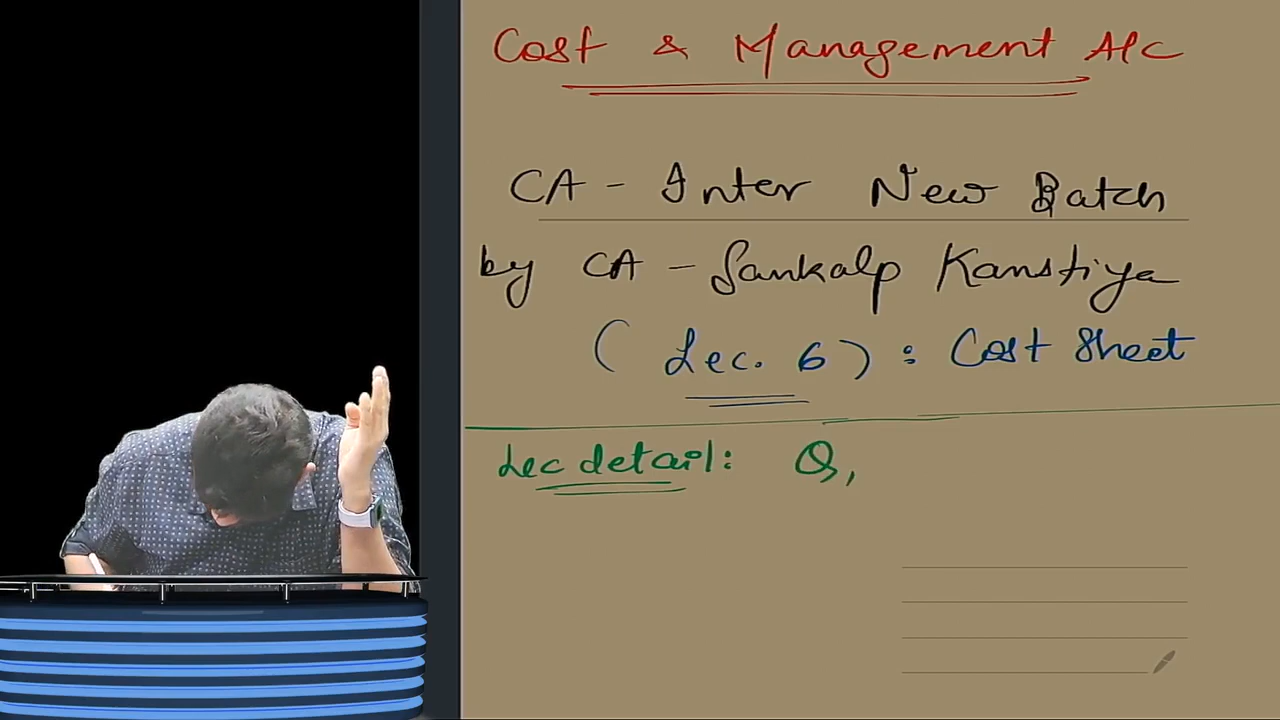 Cost & Management A/C
CA - Inter New Batch
by CA - Sankalp Kanstiya
(Lec. 6) : Cost Sheet
Lec detail: Q,